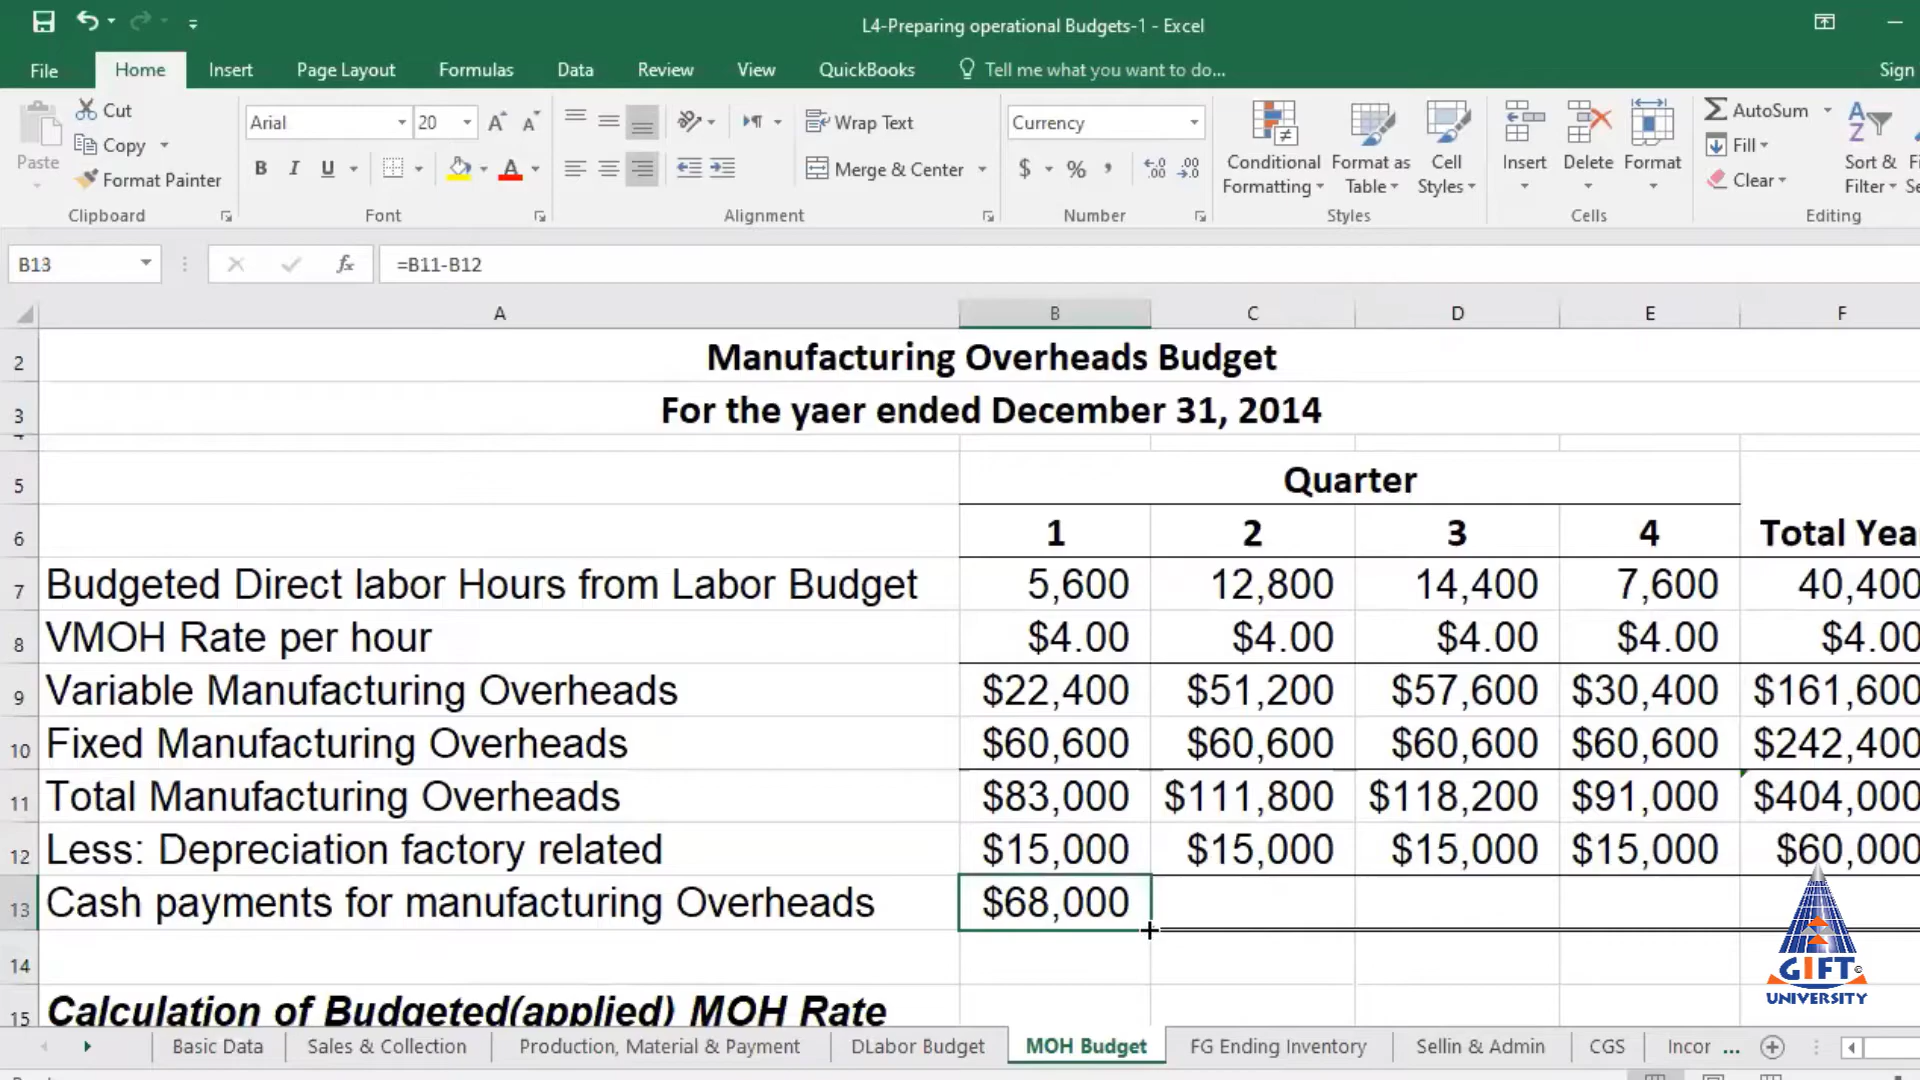 L4-Preparing operational Budgets-1 - Excel
File Home Insert Page Layout Formulas Data Review View QuickBooks Tell me what you want to do... Sign
Paste Cut Copy Format Painter Clipboard
Arial 20 A A B I U A Font
Wrap Text Merge & Center Alignment
Currency $ % , .0 .00 .00 .0 Number
Conditional Formatting Format as Table Cell Styles Styles
Insert Delete Format Cells
AutoSum Fill Clear Sort & Filter Editing
B13 fx =B11-B12
A B C D E F
2 Manufacturing Overheads Budget
3 For the yaer ended December 31, 2014
5 Quarter
6 1 2 3 4 Total Yea
7 Budgeted Direct labor Hours from Labor Budget 5,600 12,800 14,400 7,600 40,400
8 VMOH Rate per hour $4.00 $4.00 $4.00 $4.00 $4.00
9 Variable Manufacturing Overheads $22,400 $51,200 $57,600 $30,400 $161,600
10 Fixed Manufacturing Overheads $60,600 $60,600 $60,600 $60,600 $242,400
11 Total Manufacturing Overheads $83,000 $111,800 $118,200 $91,000 $404,000
12 Less: Depreciation factory related $15,000 $15,000 $15,000 $15,000 $60,000
13 Cash payments for manufacturing Overheads $68,000
14
15 Calculation of Budgeted(applied) MOH Rate
GIFT
UNIVERSITY
Basic Data Sales & Collection Production, Material & Payment DLabor Budget MOH Budget FG Ending Inventory Sellin & Admin CGS Incor ...